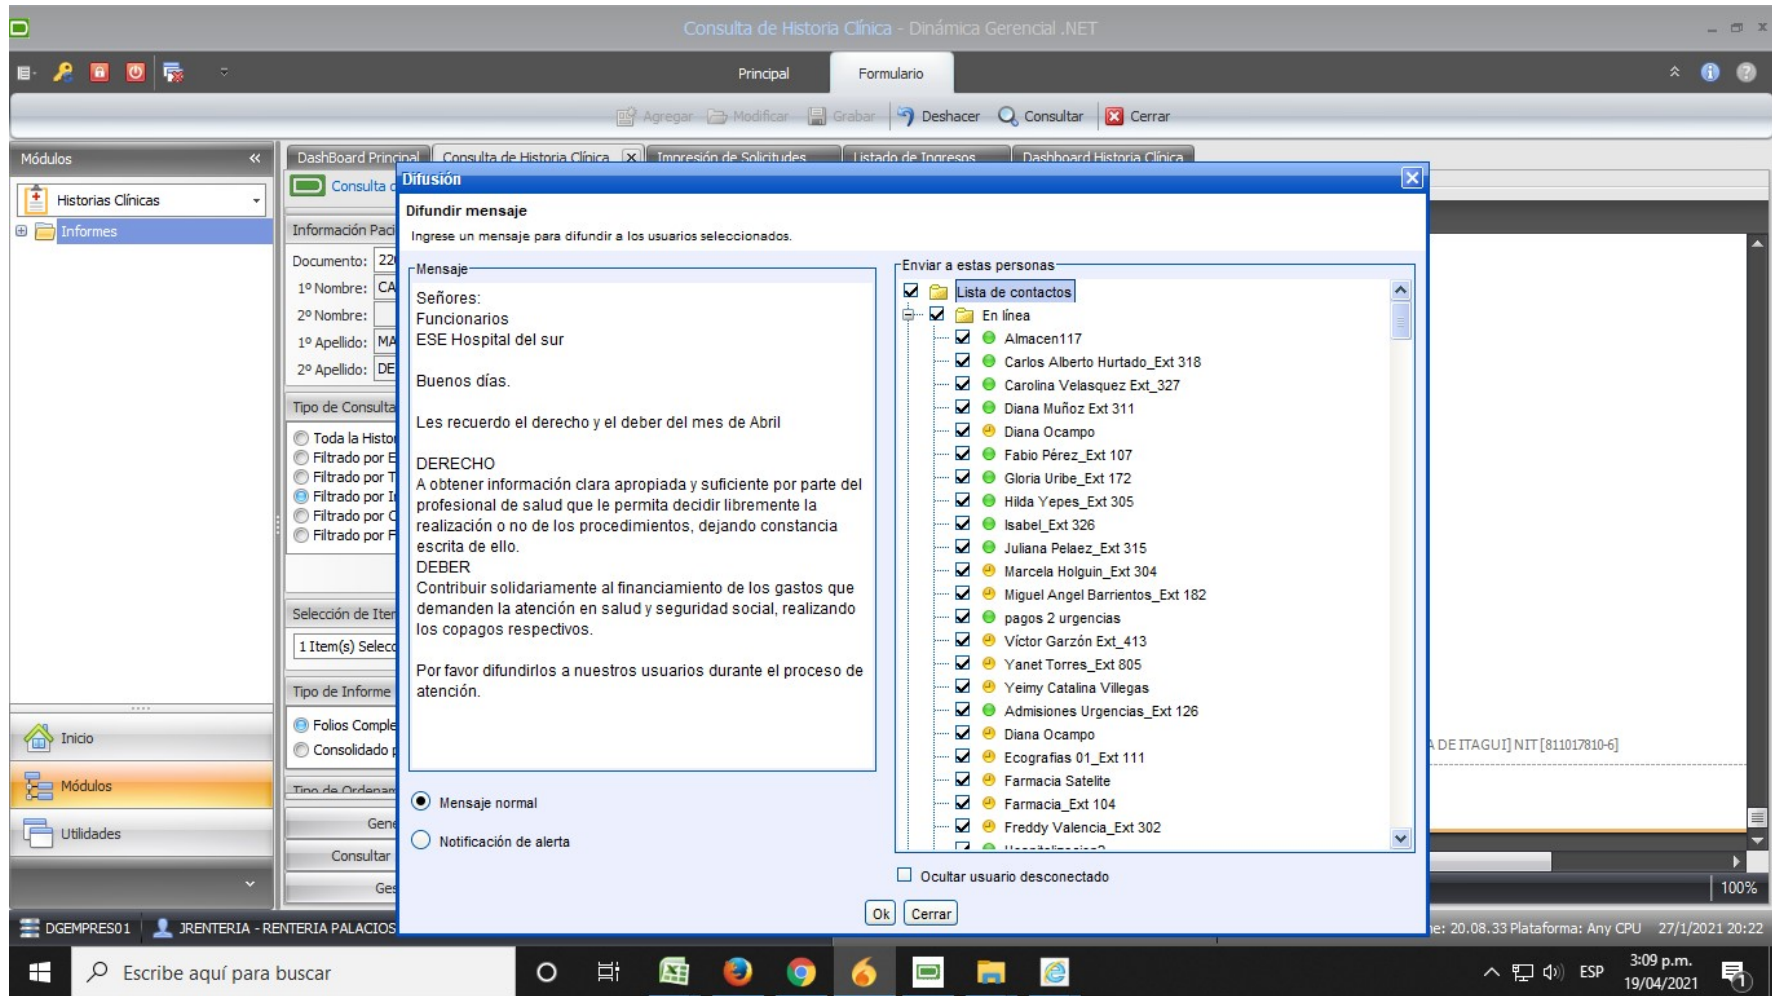 Consulta de Historia Clínica - Dinámica Gerencial .NET
Principal
Formulario
Agregar
Modificar
Grabar
Deshacer
Consultar
Cerrar
Módulos
Historias Clínicas
Informes
DashBoard Principal
Consulta de Historia Clínica
Impresión de Solicitudes
Listado de Ingresos
Dashboard Historia Clínica
Consulta
Información
Documento: 220
1º Nombre: CA
2º Nombre:
1º Apellido: MA
2º Apellido: DE
Tipo de Consulta
Toda la
Filtrado por
Filtrado por
Filtrado por
Filtrado por
Filtrado por
Selección de
1 Item(s)
Tipo de Informe
Folios
Consolidado
Tipo de
Consultar
Inicio
Módulos
Utilidades
Difusión
Difundir mensaje
Ingrese un mensaje para difundir a los usuarios seleccionados.
Mensaje
Señores:
Funcionarios
ESE Hospital del sur
Buenos días.
Les recuerdo el derecho y el deber del mes de Abril
DERECHO
A obtener información clara apropiada y suficiente por parte del
profesional de salud que le permita decidir libremente la
realización o no de los procedimientos, dejando constancia
escrita de ello.
DEBER
Contribuir solidariamente al financiamiento de los gastos que
demanden la atención en salud y seguridad social, realizando
los copagos respectivos.
Por favor difundirlos a nuestros usuarios durante el proceso de
atención.
Mensaje normal
Notificación de alerta
Enviar a estas personas
Lista de contactos
En línea
Almacen117
Carlos Alberto Hurtado_Ext 318
Carolina Velasquez Ext_327
Diana Muñoz Ext 311
Diana Ocampo
Fabio Pérez_Ext 107
Gloria Uribe_Ext 172
Hilda Yepes_Ext 305
Isabel_Ext 326
Juliana Pelaez_Ext 315
Marcela Holguin_Ext 304
Miguel Angel Barrientos_Ext 182
pagos 2 urgencias
Víctor Garzón Ext_413
Yanet Torres_Ext 805
Yeimy Catalina Villegas
Admisiones Urgencias_Ext 126
Diana Ocampo
Ecografias 01_Ext 111
Farmacia Satelite
Farmacia_Ext 104
Freddy Valencia_Ext 302
Ocultar usuario desconectado
Ok
Cerrar
A DE ITAGUI] NIT [811017810-6]
100%
DGEMPRES01
JRENTERIA - RENTERIA PALACIOS
20.08.33 Plataforma: Any CPU 27/1/2021 20:22
Escribe aquí para buscar
ESP
3:09 p.m.
19/04/2021
1